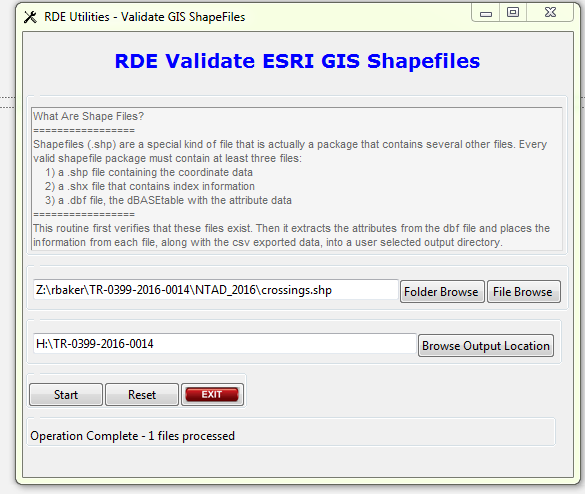 RDE Utilities - Validate GIS ShapeFiles
RDE Validate ESRI GIS Shapefiles
What Are Shape Files?
=================
Shapefiles (.shp) are a special kind of file that is actually a package that contains several other files. Every
valid shapefile package must contain at least three files:
1) a .shp file containing the coordinate data
2) a .shx file that contains index information
3) a .dbf file, the dBASEtable with the attribute data
=================
This routine first verifies that these files exist. Then it extracts the attributes from the dbf file and places the
information from each file, along with the csv exported data, into a user selected output directory.
Z:\rbaker\TR-0399-2016-0014\NTAD_2016\crossings.shp
Folder Browse
File Browse
H:\TR-0399-2016-0014
Browse Output Location
Start
Reset
EXIT
Operation Complete - 1 files processed